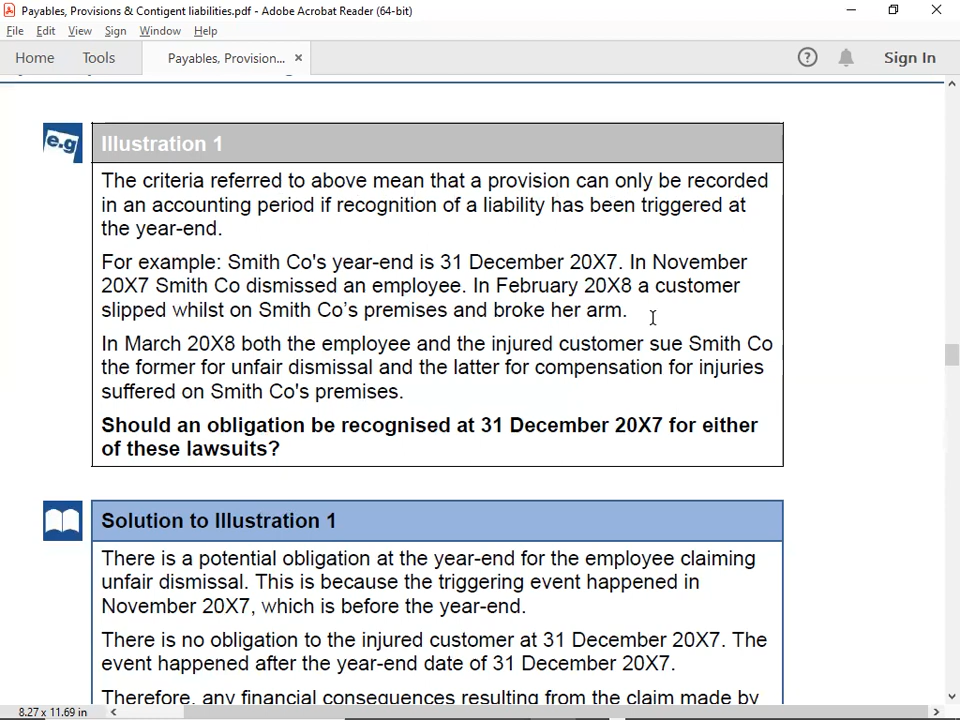 Payables, Provisions & Contigent liabilities.pdf - Adobe Acrobat Reader (64-bit)
File Edit View Window Sign Help
Home Tools Payables, Provision... × Sign In
e.g
Illustration 1
The criteria referred to above mean that a provision can only be recorded
in an accounting period if recognition of a liability has been triggered at
the year-end.
For example: Smith Co's year-end is 31 December 20X7. In November
20X7 Smith Co dismissed an employee. In February 20X8 a customer
slipped whilst on Smith Co's premises and broke her arm.
In March 20X8 both the employee and the injured customer sue Smith Co
the former for unfair dismissal and the latter for compensation for injuries
suffered on Smith Co's premises.
Should an obligation be recognised at 31 December 20X7 for either
of these lawsuits?
Solution to Illustration 1
There is a potential obligation at the year-end for the employee claiming
unfair dismissal. This is because the triggering event happened in
November 20X7, which is before the year-end.
There is no obligation to the injured customer at 31 December 20X7. The
event happened after the year-end date of 31 December 20X7.
Therefore, any financial consequences resulting from the claim made by
8.27 x 11.69 in